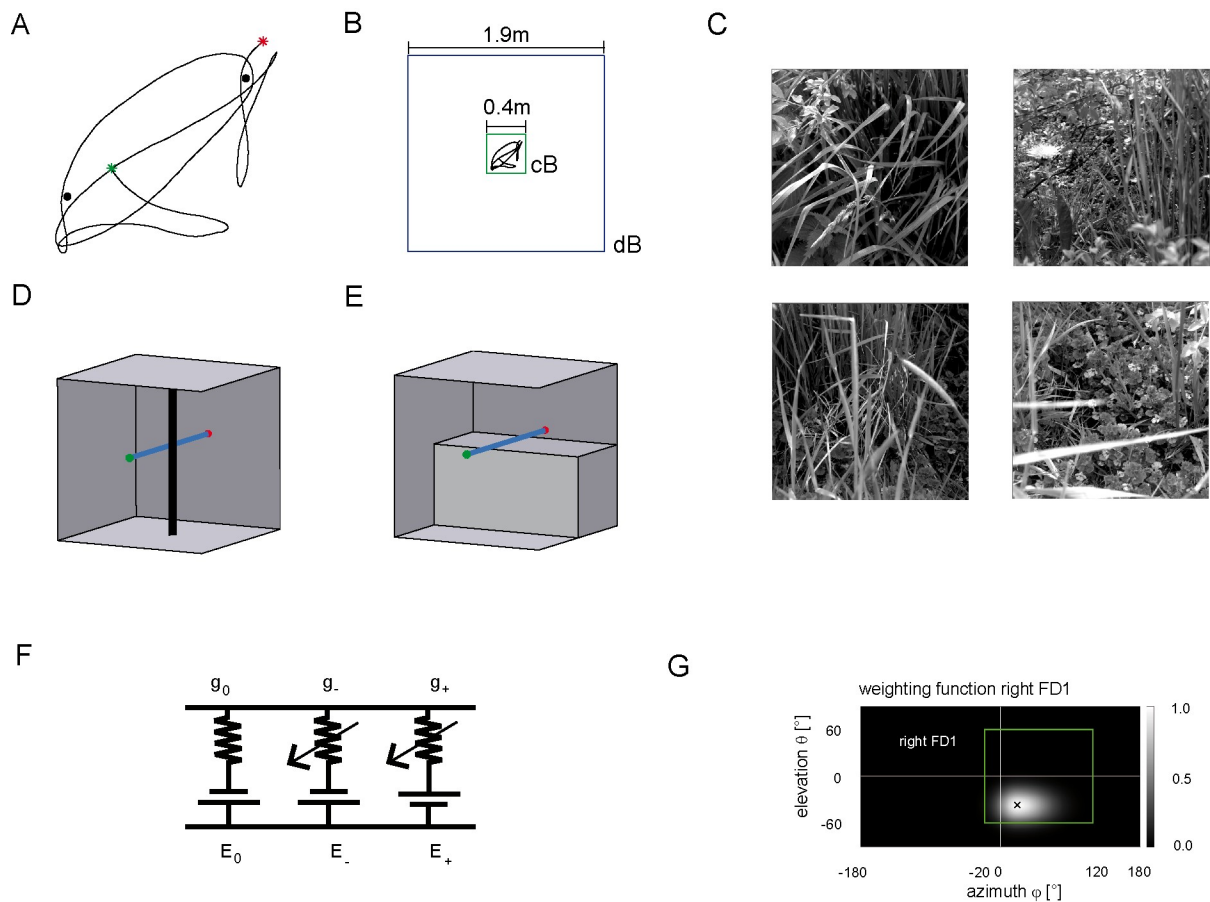 A
B
1.9m
0.4m
cB
dB
C
D
E
F
g0 g- g+
E0 E- E+
G
weighting function right FD1
elevation θ [°]
60
0
-60
right FD1
1.0
0.5
0.0
-180 -20 0 120 180
azimuth φ [°]